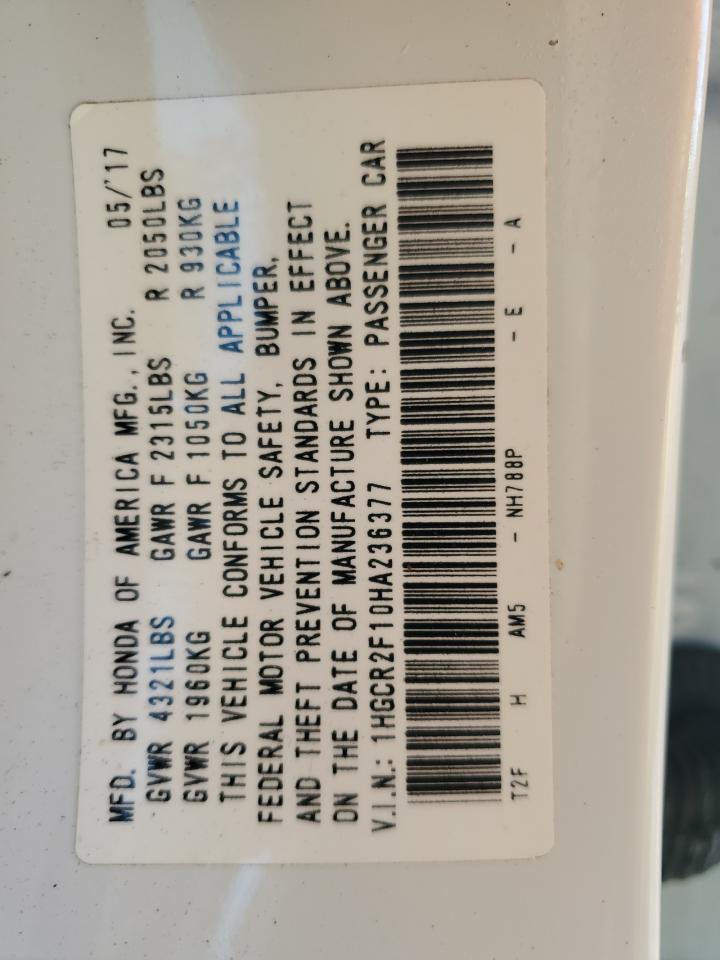 MFD. BY HONDA OF AMERICA MFG., INC. 05/'17
GVWR 4321LBS GAWR F 2315LBS R 2050LBS
GVWR 1960KG GAWR F 1050KG R 930KG
THIS VEHICLE CONFORMS TO ALL APPLICABLE
FEDERAL MOTOR VEHICLE SAFETY, BUMPER,
AND THEFT PREVENTION STANDARDS IN EFFECT
ON THE DATE OF MANUFACTURE SHOWN ABOVE.
V.I.N.: 1HGCR2F10HA236377 TYPE: PASSENGER CAR
T2F H AM5 - NH788P - E - A